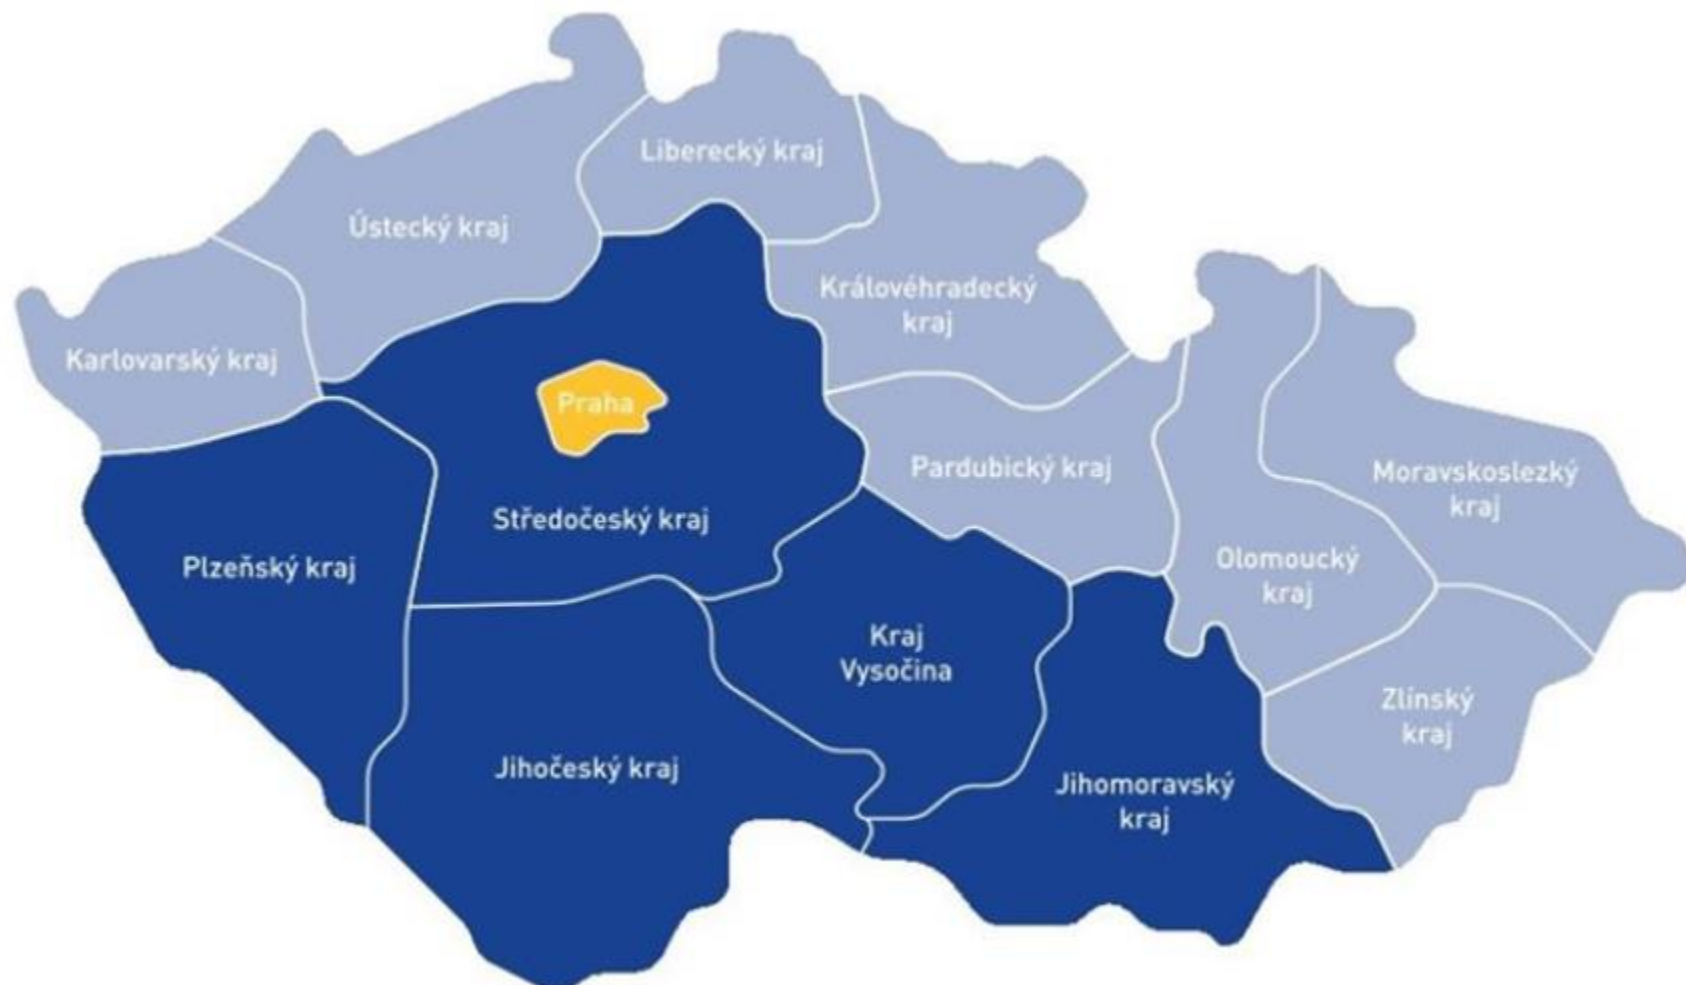 Liberecký kraj
Ústecký kraj
Královéhradecký
kraj
Karlovarský kraj
Praha
Pardubický kraj
Moravskoslezký
kraj
Středočeský kraj
Plzeňský kraj
Olomoucký
kraj
Kraj
Vysočina
Zlínský
kraj
Jihočeský kraj
Jihomoravský
kraj